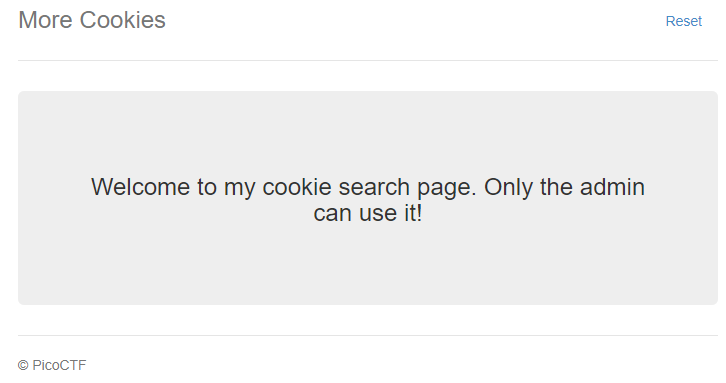 More Cookies
Reset
Welcome to my cookie search page. Only the admin
can use it!
© PicoCTF